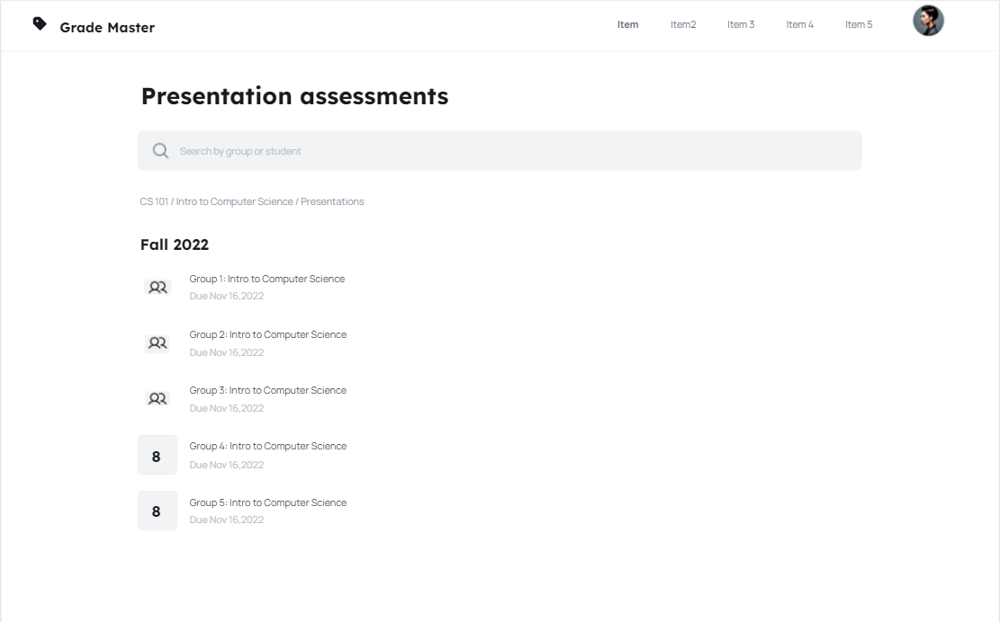 Grade Master
Item Item2 Item 3 Item 4 Item 5
Presentation assessments
Search by group or student
CS 101 / Intro to Computer Science / Presentations
Fall 2022
Group 1: Intro to Computer Science
Due Nov 16,2022
Group 2: Intro to Computer Science
Due Nov 16,2022
Group 3: Intro to Computer Science
Due Nov 16,2022
8
Group 4: Intro to Computer Science
Due Nov 16,2022
8
Group 5: Intro to Computer Science
Due Nov 16,2022